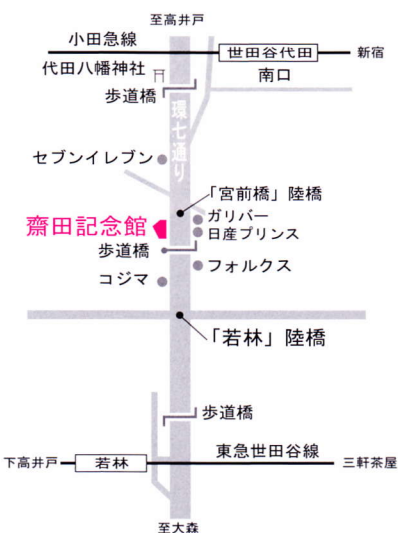 至高井戸
小田急線
世田谷代田
新宿
代田八幡神社
南口
歩道橋
環七通り
セブンイレブン
「宮前橋」陸橋
ガリバー
齋田記念館
日産プリンス
歩道橋
フォルクス
コジマ
「若林」陸橋
歩道橋
東急世田谷線
下高井戸
若林
三軒茶屋
至大森